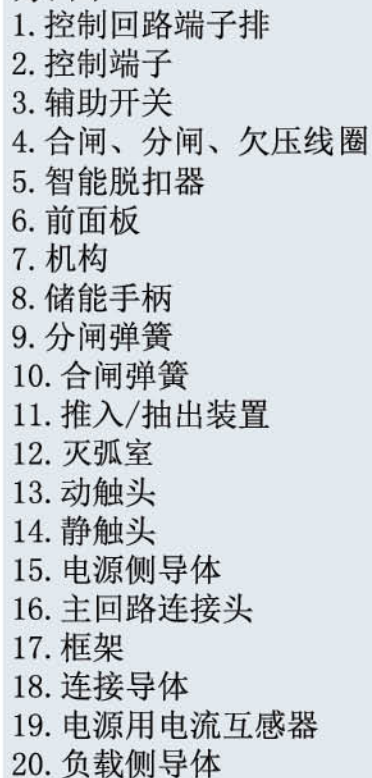 1. 控制回路端子排
2. 控制端子
3. 辅助开关
4. 合闸、分闸、欠压线圈
5. 智能脱扣器
6. 前面板
7. 机构
8. 储能手柄
9. 分闸弹簧
10. 合闸弹簧
11. 推入/抽出装置
12. 灭弧室
13. 动触头
14. 静触头
15. 电源侧导体
16. 主回路连接头
17. 框架
18. 连接导体
19. 电源用电流互感器
20. 负载侧导体